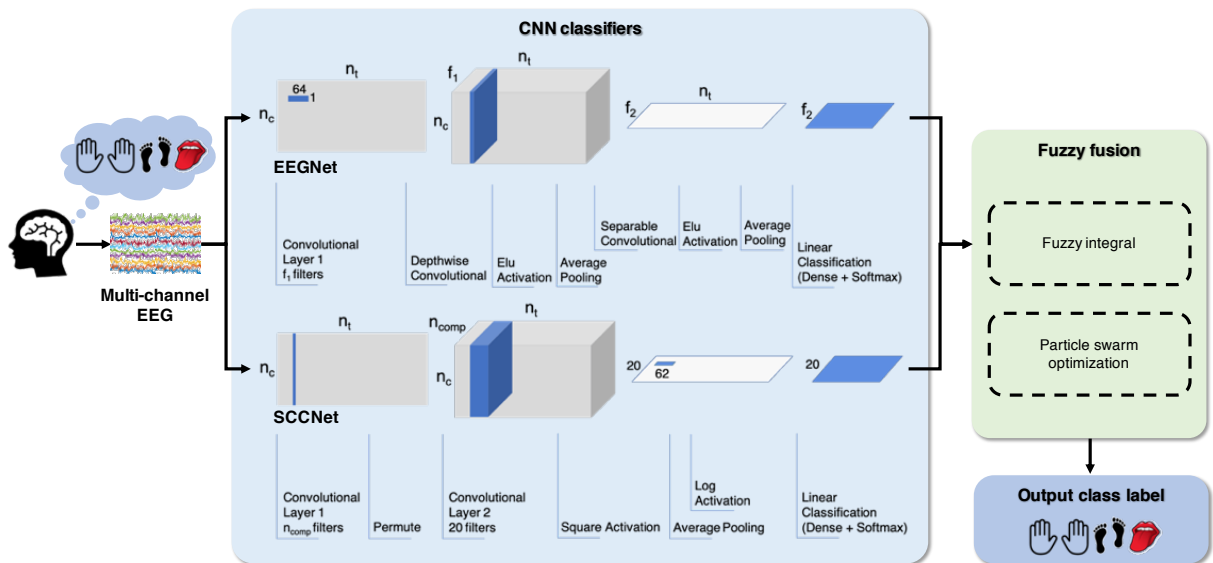 CNN classifiers
n_t
64
1
n_c
EEGNet
f_1
n_t
n_c
f_2
n_t
f_2
Convolutional
Layer 1
f_1 filters
Depthwise
Convolutional
Elu
Activation
Average
Pooling
Separable
Convolutional
Elu
Activation
Average
Pooling
Linear
Classification
(Dense + Softmax)
Multi-channel
EEG
n_t
n_c
SCCNet
n_comp
n_t
n_c
20
62
20
Convolutional
Layer 1
n_comp filters
Permute
Convolutional
Layer 2
20 filters
Square Activation
Log
Activation
Average Pooling
Linear
Classification
(Dense + Softmax)
Fuzzy fusion
Fuzzy integral
Particle swarm
optimization
Output class label